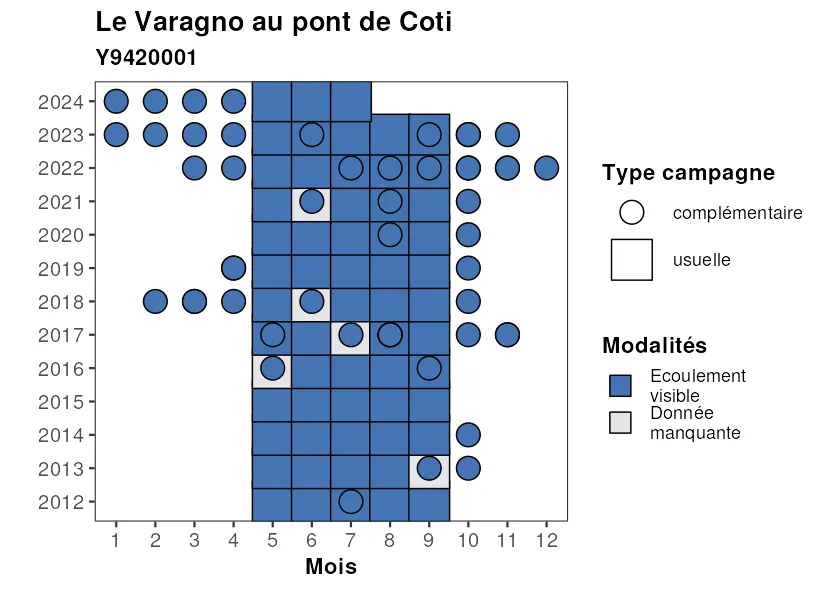 Le Varagno au pont de Coti
Y9420001
2024
2023
2022
2021
2020
2019
2018
2017
2016
2015
2014
2013
2012
1 2 3 4 5 6 7 8 9 10 11 12
Mois
Type campagne
complémentaire
usuelle
Modalités
Ecoulement
visible
Donnée
manquante